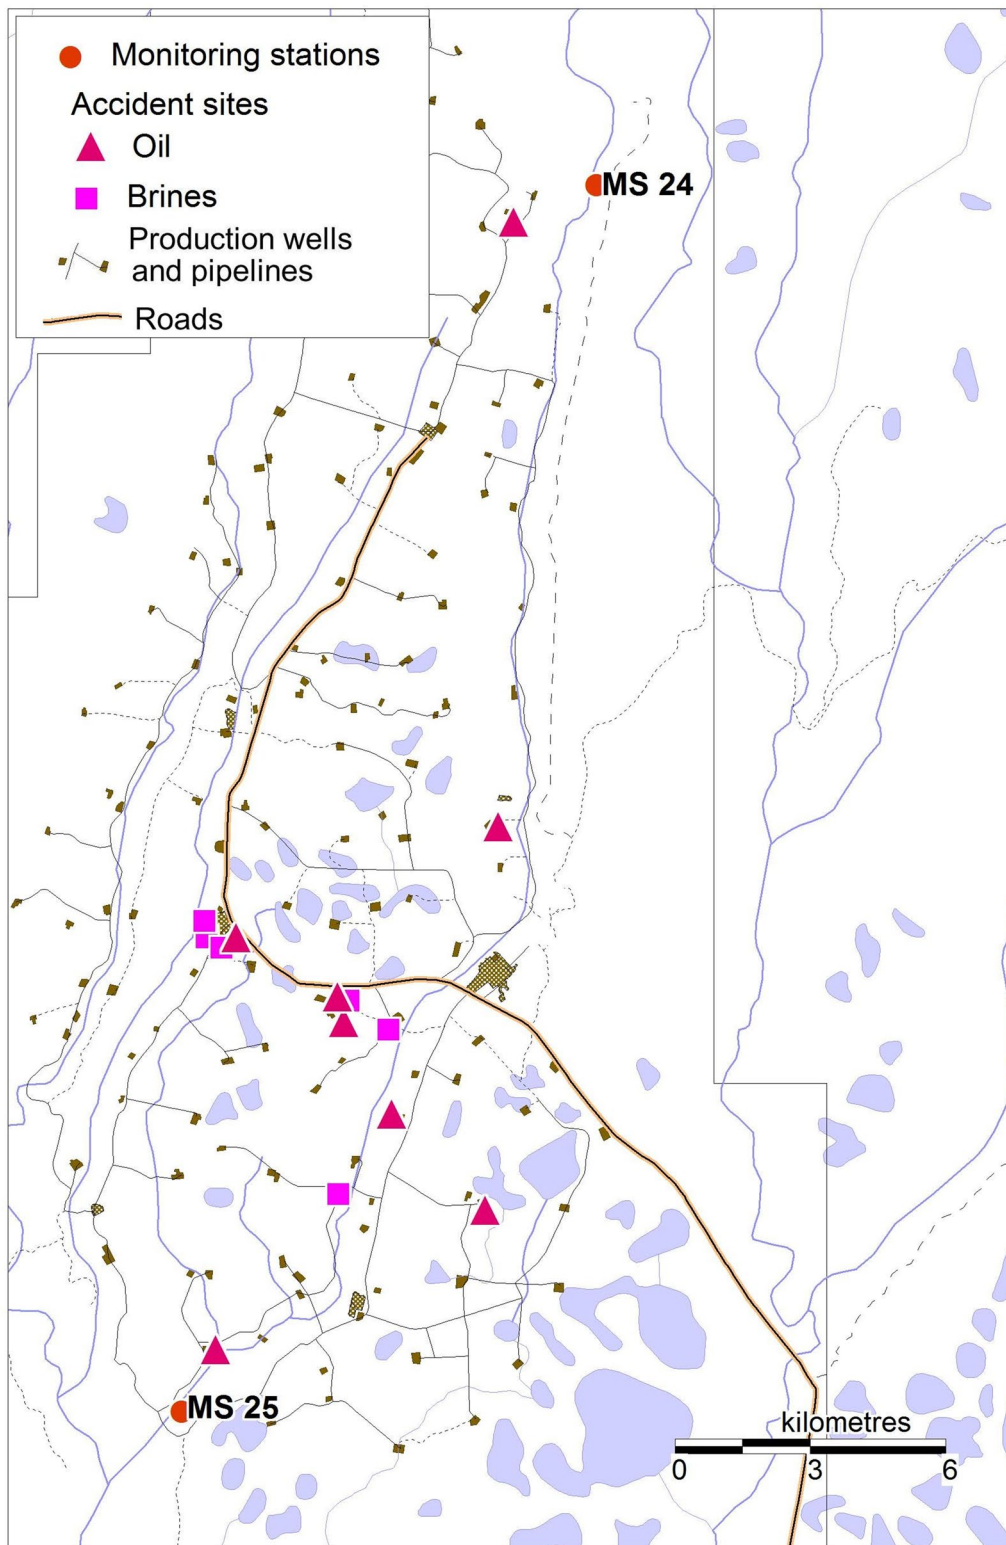 Monitoring stations
Accident sites
Oil
Brines
Production wells
and pipelines
Roads
MS 24
MS 25
kilometres
0 3 6